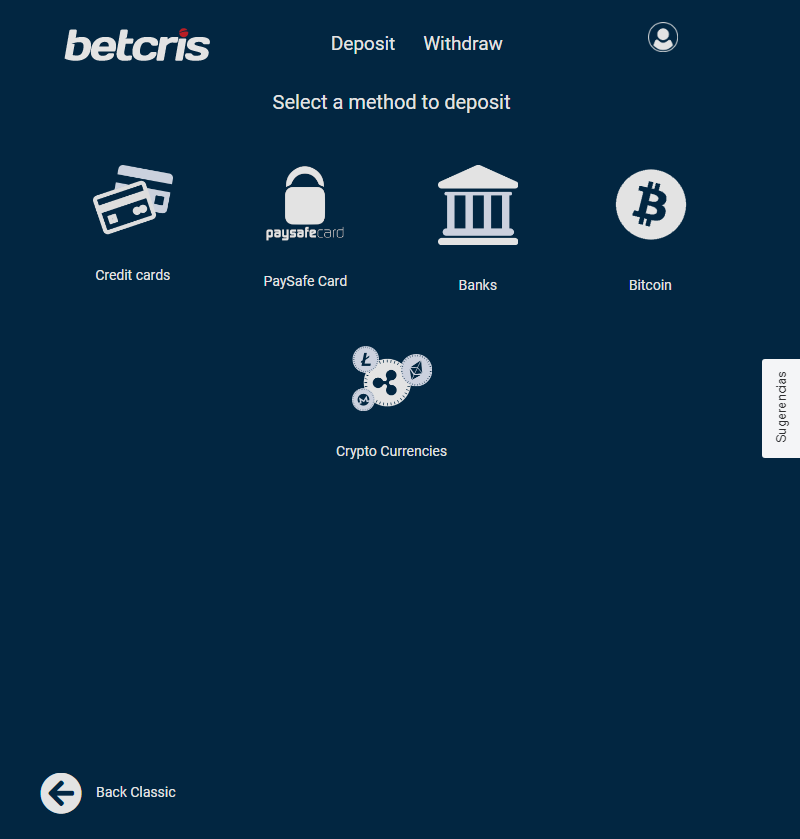 betcris
Deposit
Withdraw
Select a method to deposit
paysafecard
Credit cards
PaySafe Card
Banks
Bitcoin
Crypto Currencies
Sugerencias
Back Classic